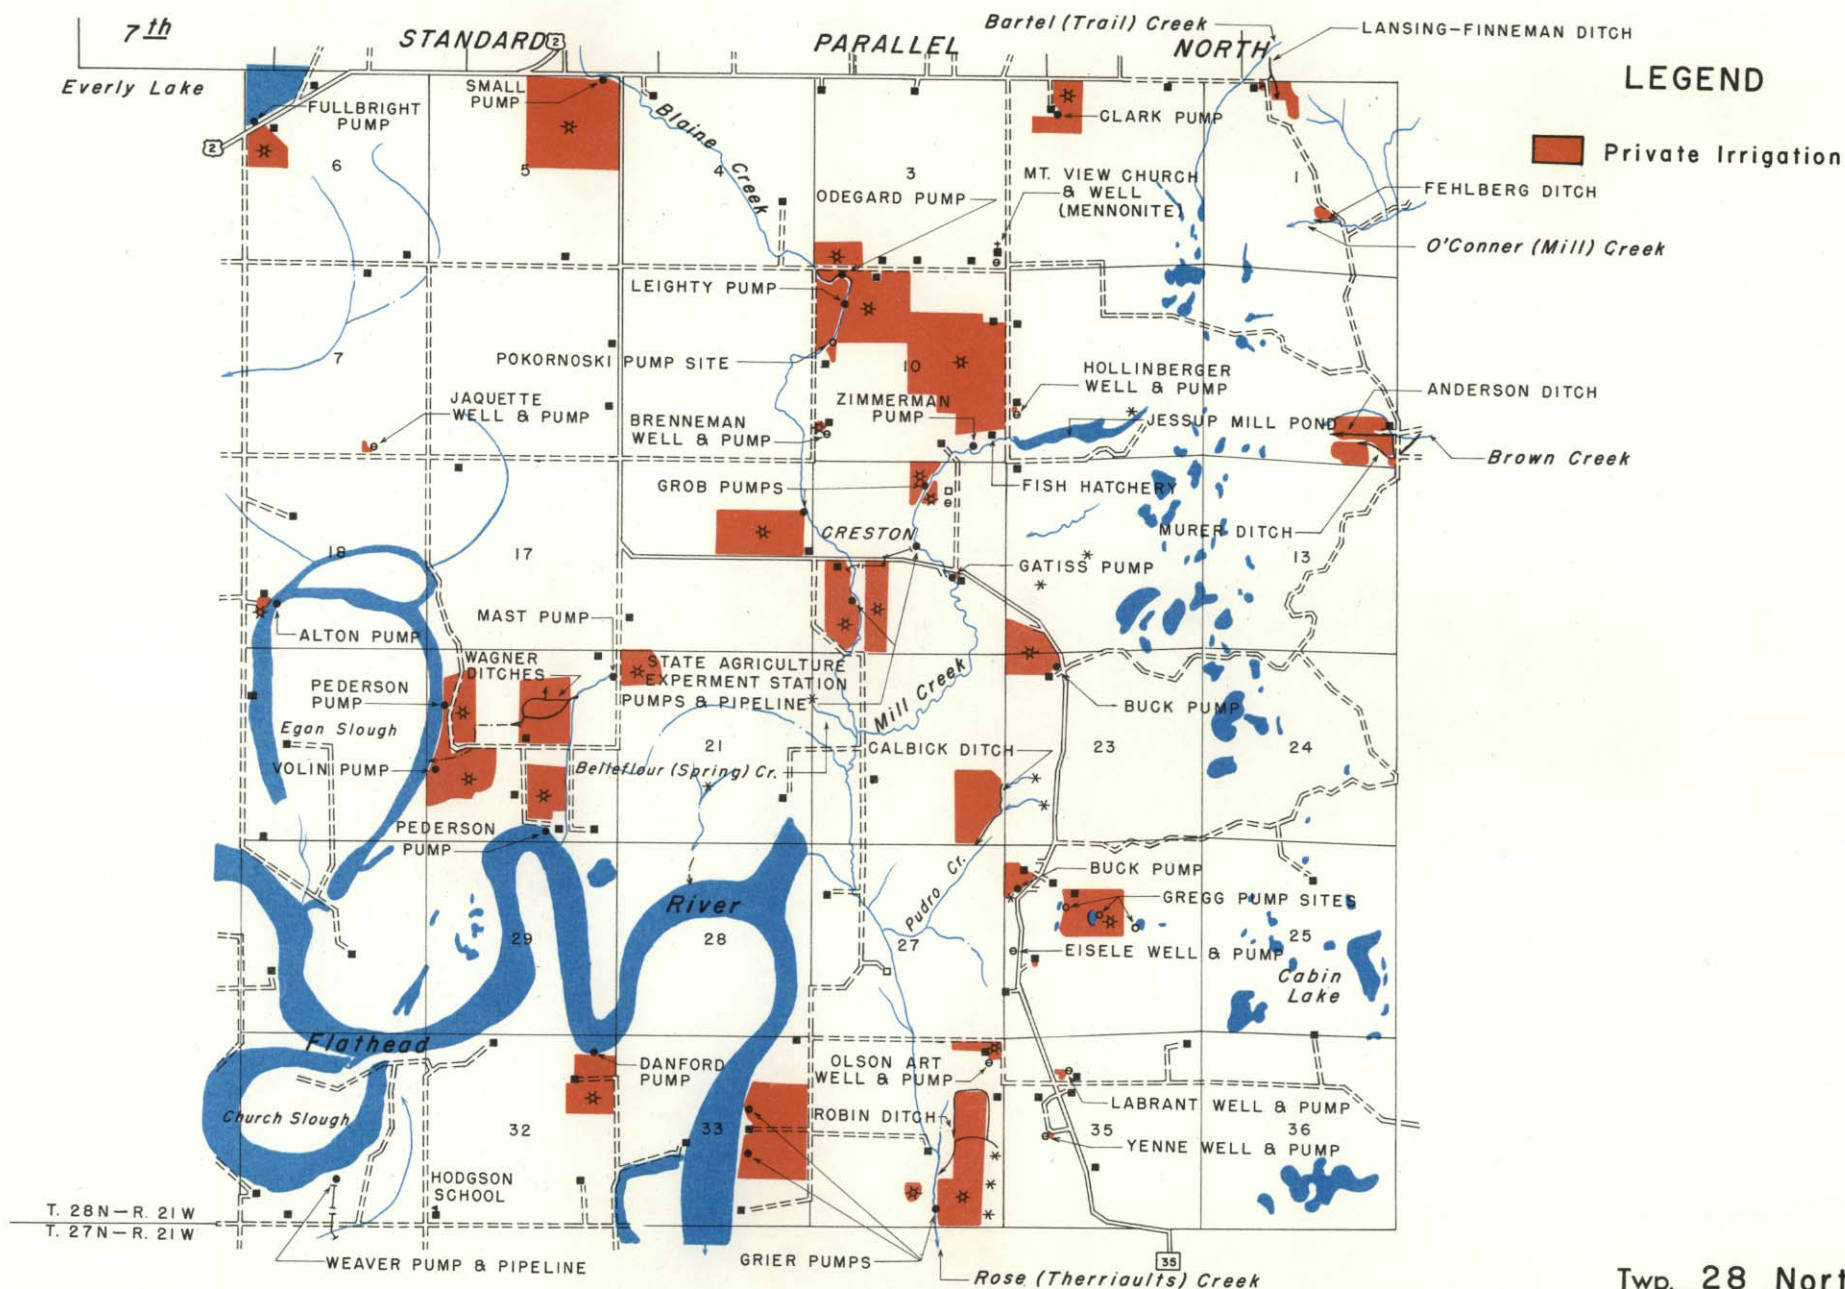 7th STANDARD PARALLEL NORTH
2
Bartel (Trail) Creek
LANSING-FINNEMAN DITCH
LEGEND
Private Irrigation
Everly Lake
FULLBRIGHT
PUMP
2
SMALL
PUMP
Blaine Creek
CLARK PUMP
6
5
4
3
1
ODEGARD PUMP
MT. VIEW CHURCH
& WELL
(MENNONITE)
FEHLBERG DITCH
O'Conner (Mill) Creek
LEIGHTY PUMP
POKORNOSKI PUMP SITE
7
10
HOLLINBERGER
WELL & PUMP
ANDERSON DITCH
JAQUETTE
WELL & PUMP
BRENNEMAN
WELL & PUMP
ZIMMERMAN
PUMP
JESSUP MILL POND
Brown Creek
GROB PUMPS
FISH HATCHERY
MURER DITCH
CRESTON
18
17
13
GATISS PUMP
ALTON PUMP
MAST PUMP
WAGNER
DITCHES
STATE AGRICULTURE
EXPERMENT STATION
PUMPS & PIPELINE
Mill Creek
PEDERSON
PUMP
BUCK PUMP
Egan Slough
21
CALBICK DITCH
23
24
VOLIN PUMP
Belleflour (Spring) Cr.
PEDERSON
PUMP
Pudro Cr.
BUCK PUMP
GREGG PUMP SITES
River
29
28
27
25
EISELE WELL & PUMP
Cabin
Lake
Flathead
DANFORD
PUMP
OLSON ART
WELL & PUMP
Church Slough
ROBIN DITCH
LABRANT WELL & PUMP
32
33
35
36
YENNE WELL & PUMP
HODGSON
SCHOOL
T. 28N-R. 21W
T. 27N-R. 21W
WEAVER PUMP & PIPELINE
GRIER PUMPS
35
Rose (Therriaults) Creek
Twp. 28 Nort